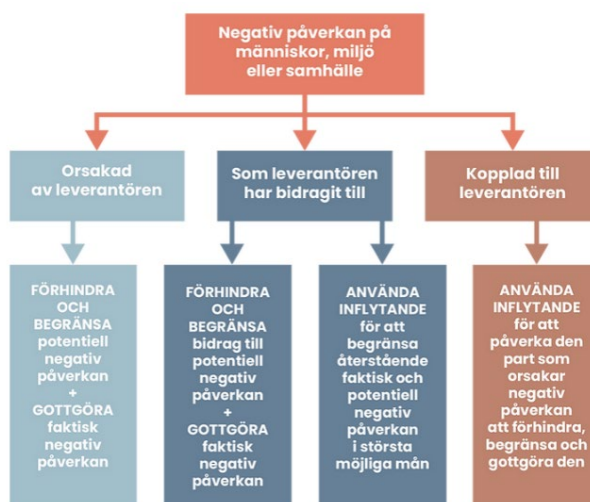 Negativ påverkan på
människor, miljö
eller samhälle
Orsakad
av leverantören
Som leverantören
har bidragit till
Kopplad till
leverantören
FÖRHINDRA
OCH
BEGRÄNSA
potentiell
negativ
påverkan
+
GOTTGÖRA
faktisk
negativ
påverkan
FÖRHINDRA
OCH
BEGRÄNSA
bidrag till
potentiell
negativ
påverkan
+
GOTTGÖRA
faktisk
negativ
påverkan
ANVÄNDA
INFLYTANDE
för att
begränsa
återstående
faktisk och
potentiell
negativ
påverkan
i största
möjliga mån
ANVÄNDA
INFLYTANDE
för att
påverka den
part som
orsakar
negativ
påverkan
att förhindra,
begränsa och
gottgöra den